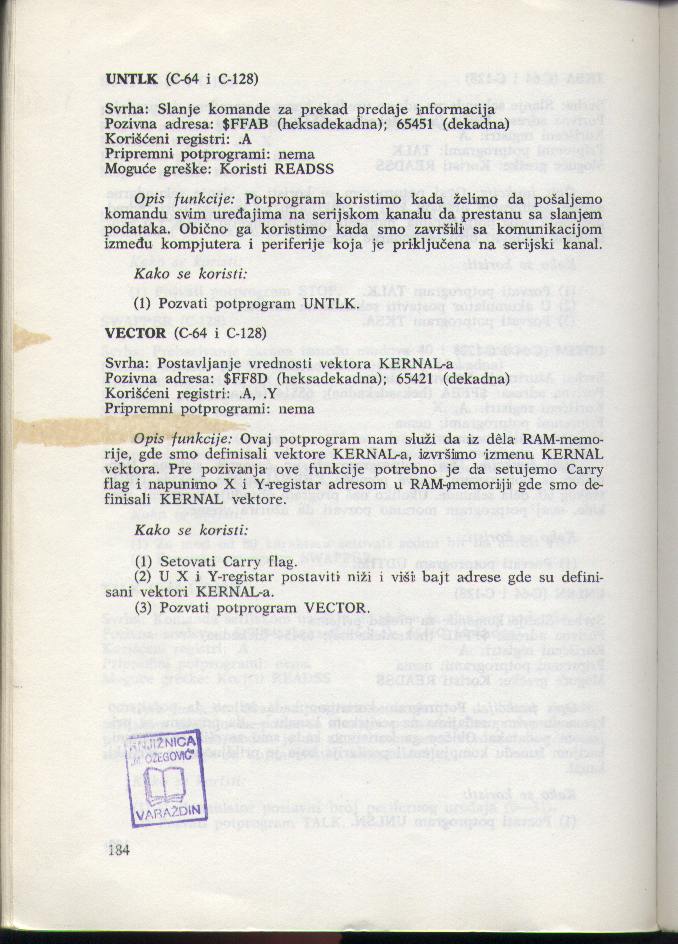 UNTLK (C-64 i C-128)
Svrha: Slanje komande za prekad predaje informacija
Pozivna adresa: $FFAB (heksadekadna); 65451 (dekadna)
Korišćeni registri: .A
Pripremni potprogrami: nema
Moguće greške: Koristi READSS
Opis funkcije: Potprogram koristimo kada želimo da pošaljemo
komandu svim uređajima na serijskom kanalu da prestanu sa slanjem
podataka. Obično ga koristimo kada smo završili sa komunikacijom
između kompjutera i periferije koja je priključena na serijski kanal.
Kako se koristi:
(1) Pozvati potprogram UNTLK.
VECTOR (C-64 i C-128)
Svrha: Postavljanje vrednosti vektora KERNAL-a
Pozivna adresa: $FF8D (heksadekadna); 65421 (dekadna)
Korišćeni registri: .A, .Y
Pripremni potprogrami: nema
Opis funkcije: Ovaj potprogram nam služi da iz dêla RAM-memo-
rije, gde smo definisali vektore KERNAL-a, izvršimo izmenu KERNAL
vektora. Pre pozivanja ove funkcije potrebno je da setujemo Carry
flag i napunimo X i Y-registar adresom u RAM-memoriji gde smo de-
finisali KERNAL vektore.
Kako se koristi:
(1) Setovati Carry flag.
(2) U X i Y-registar postaviti niži i viši bajt adrese gde su defini-
sani vektori KERNAL-a.
(3) Pozvati potprogram VECTOR.
KNJIŽNICA
„M. OŽEGOVIĆ“
VARAŽDIN
184